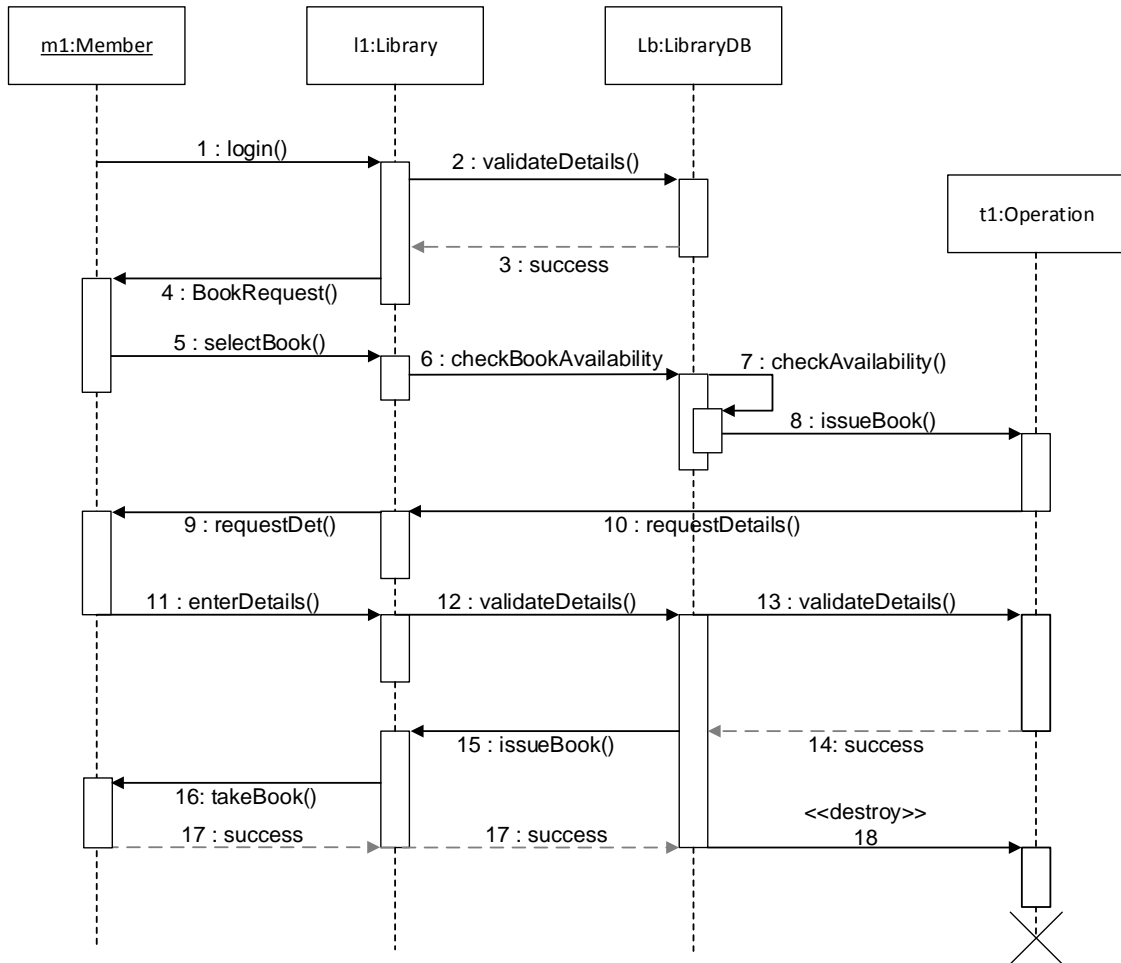 m1:Member
l1:Library
Lb:LibraryDB
1 : login()
2 : validateDetails()
t1:Operation
3 : success
4 : BookRequest()
5 : selectBook()
6 : checkBookAvailability
7 : checkAvailability()
8 : issueBook()
9 : requestDet()
10 : requestDetails()
11 : enterDetails()
12 : validateDetails()
13 : validateDetails()
14: success
15 : issueBook()
16: takeBook()
<<destroy>>
17 : success
17 : success
18